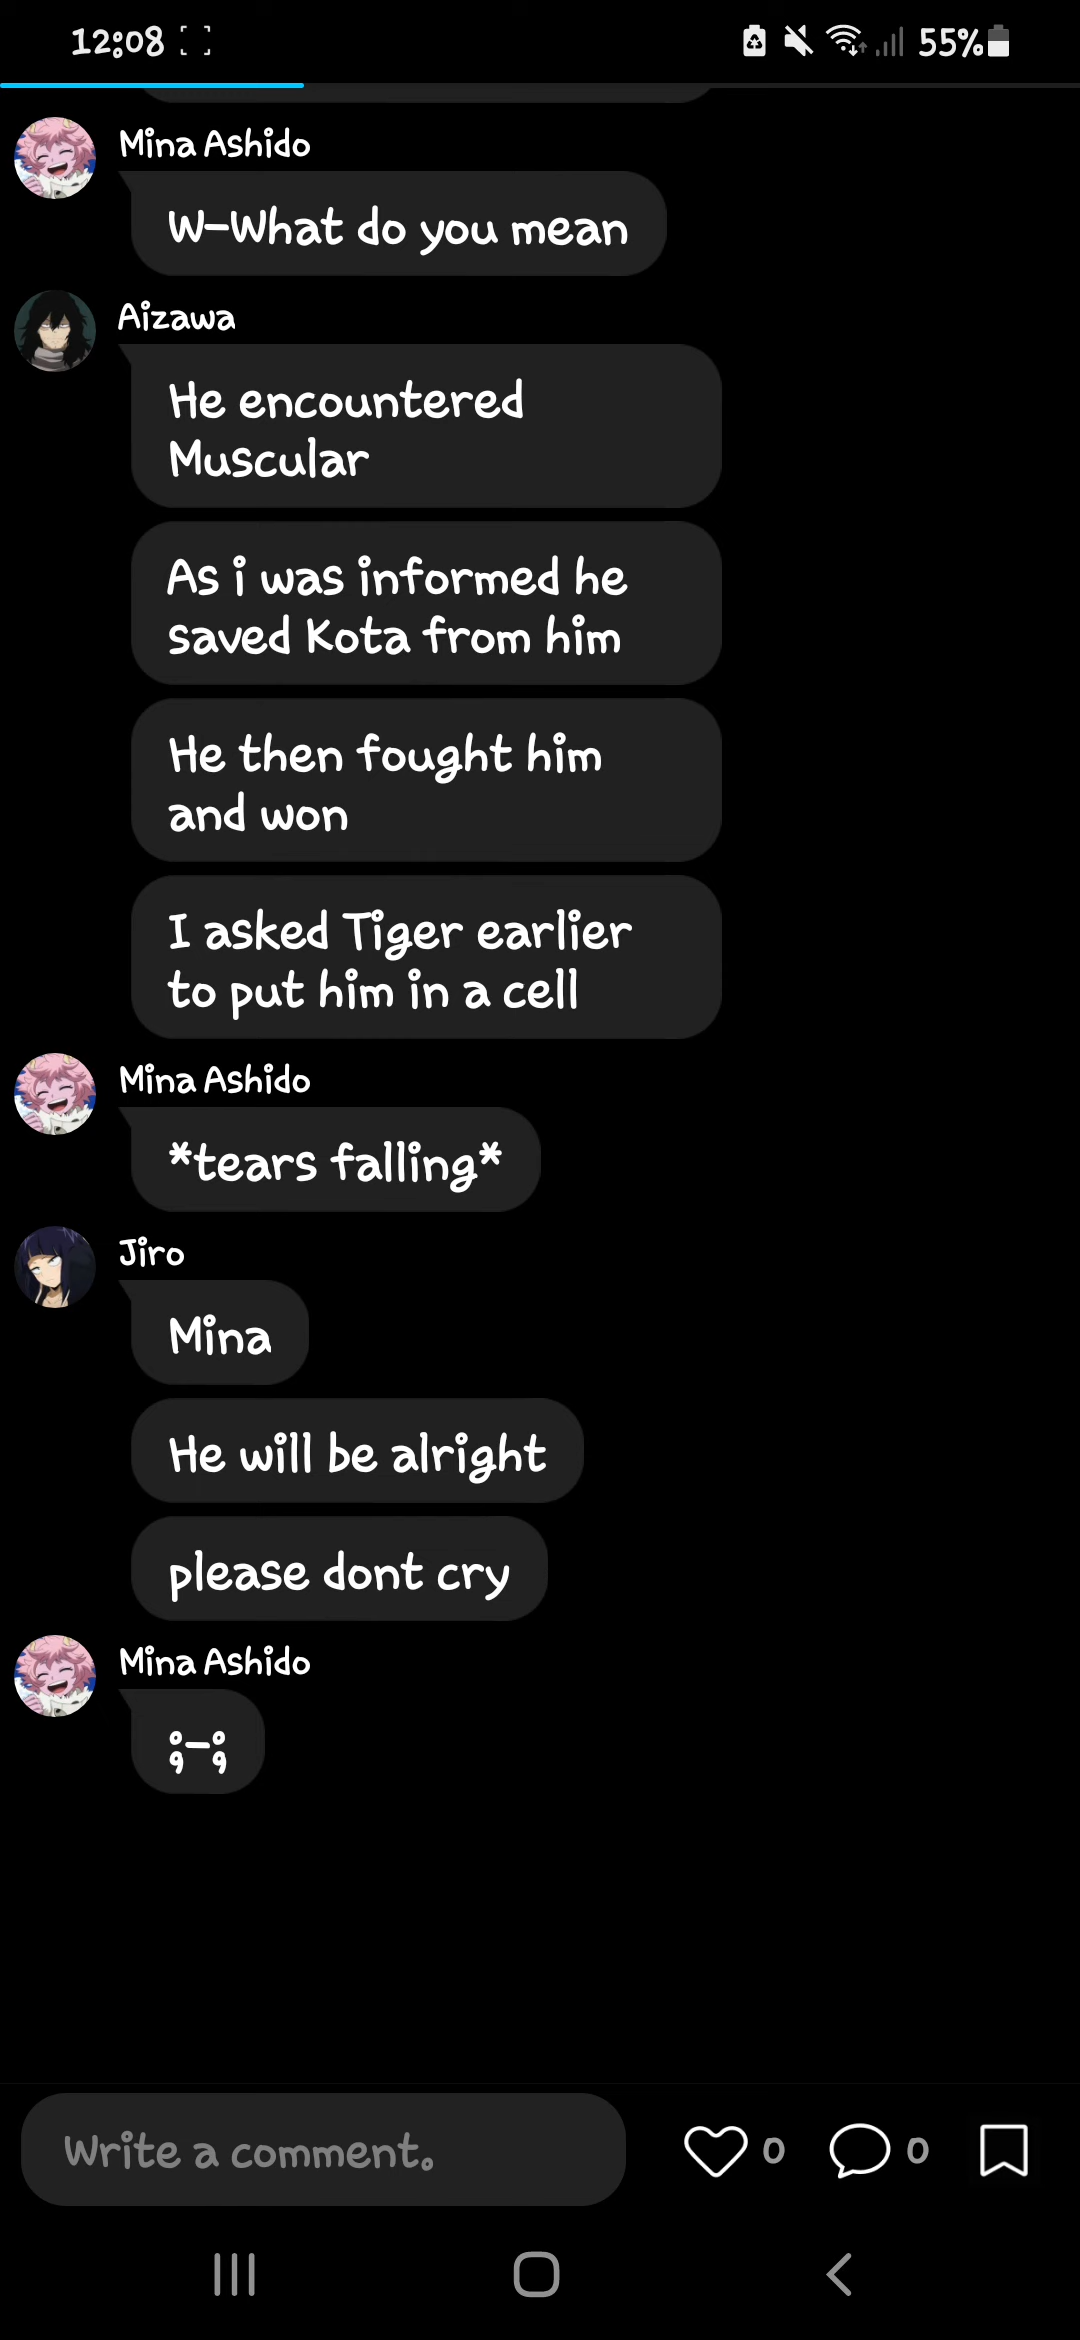 12:08
55%
Mina Ashido
W-What do you mean
Aizawa
He encountered
Muscular
As i was informed he
saved Kota from him
He then fought him
and won
I asked Tiger earlier
to put him in a cell
Mina Ashido
*tears falling*
Jiro
Mina
He will be alright
please dont cry
Mina Ashido
;-;
Write a comment.
0
0